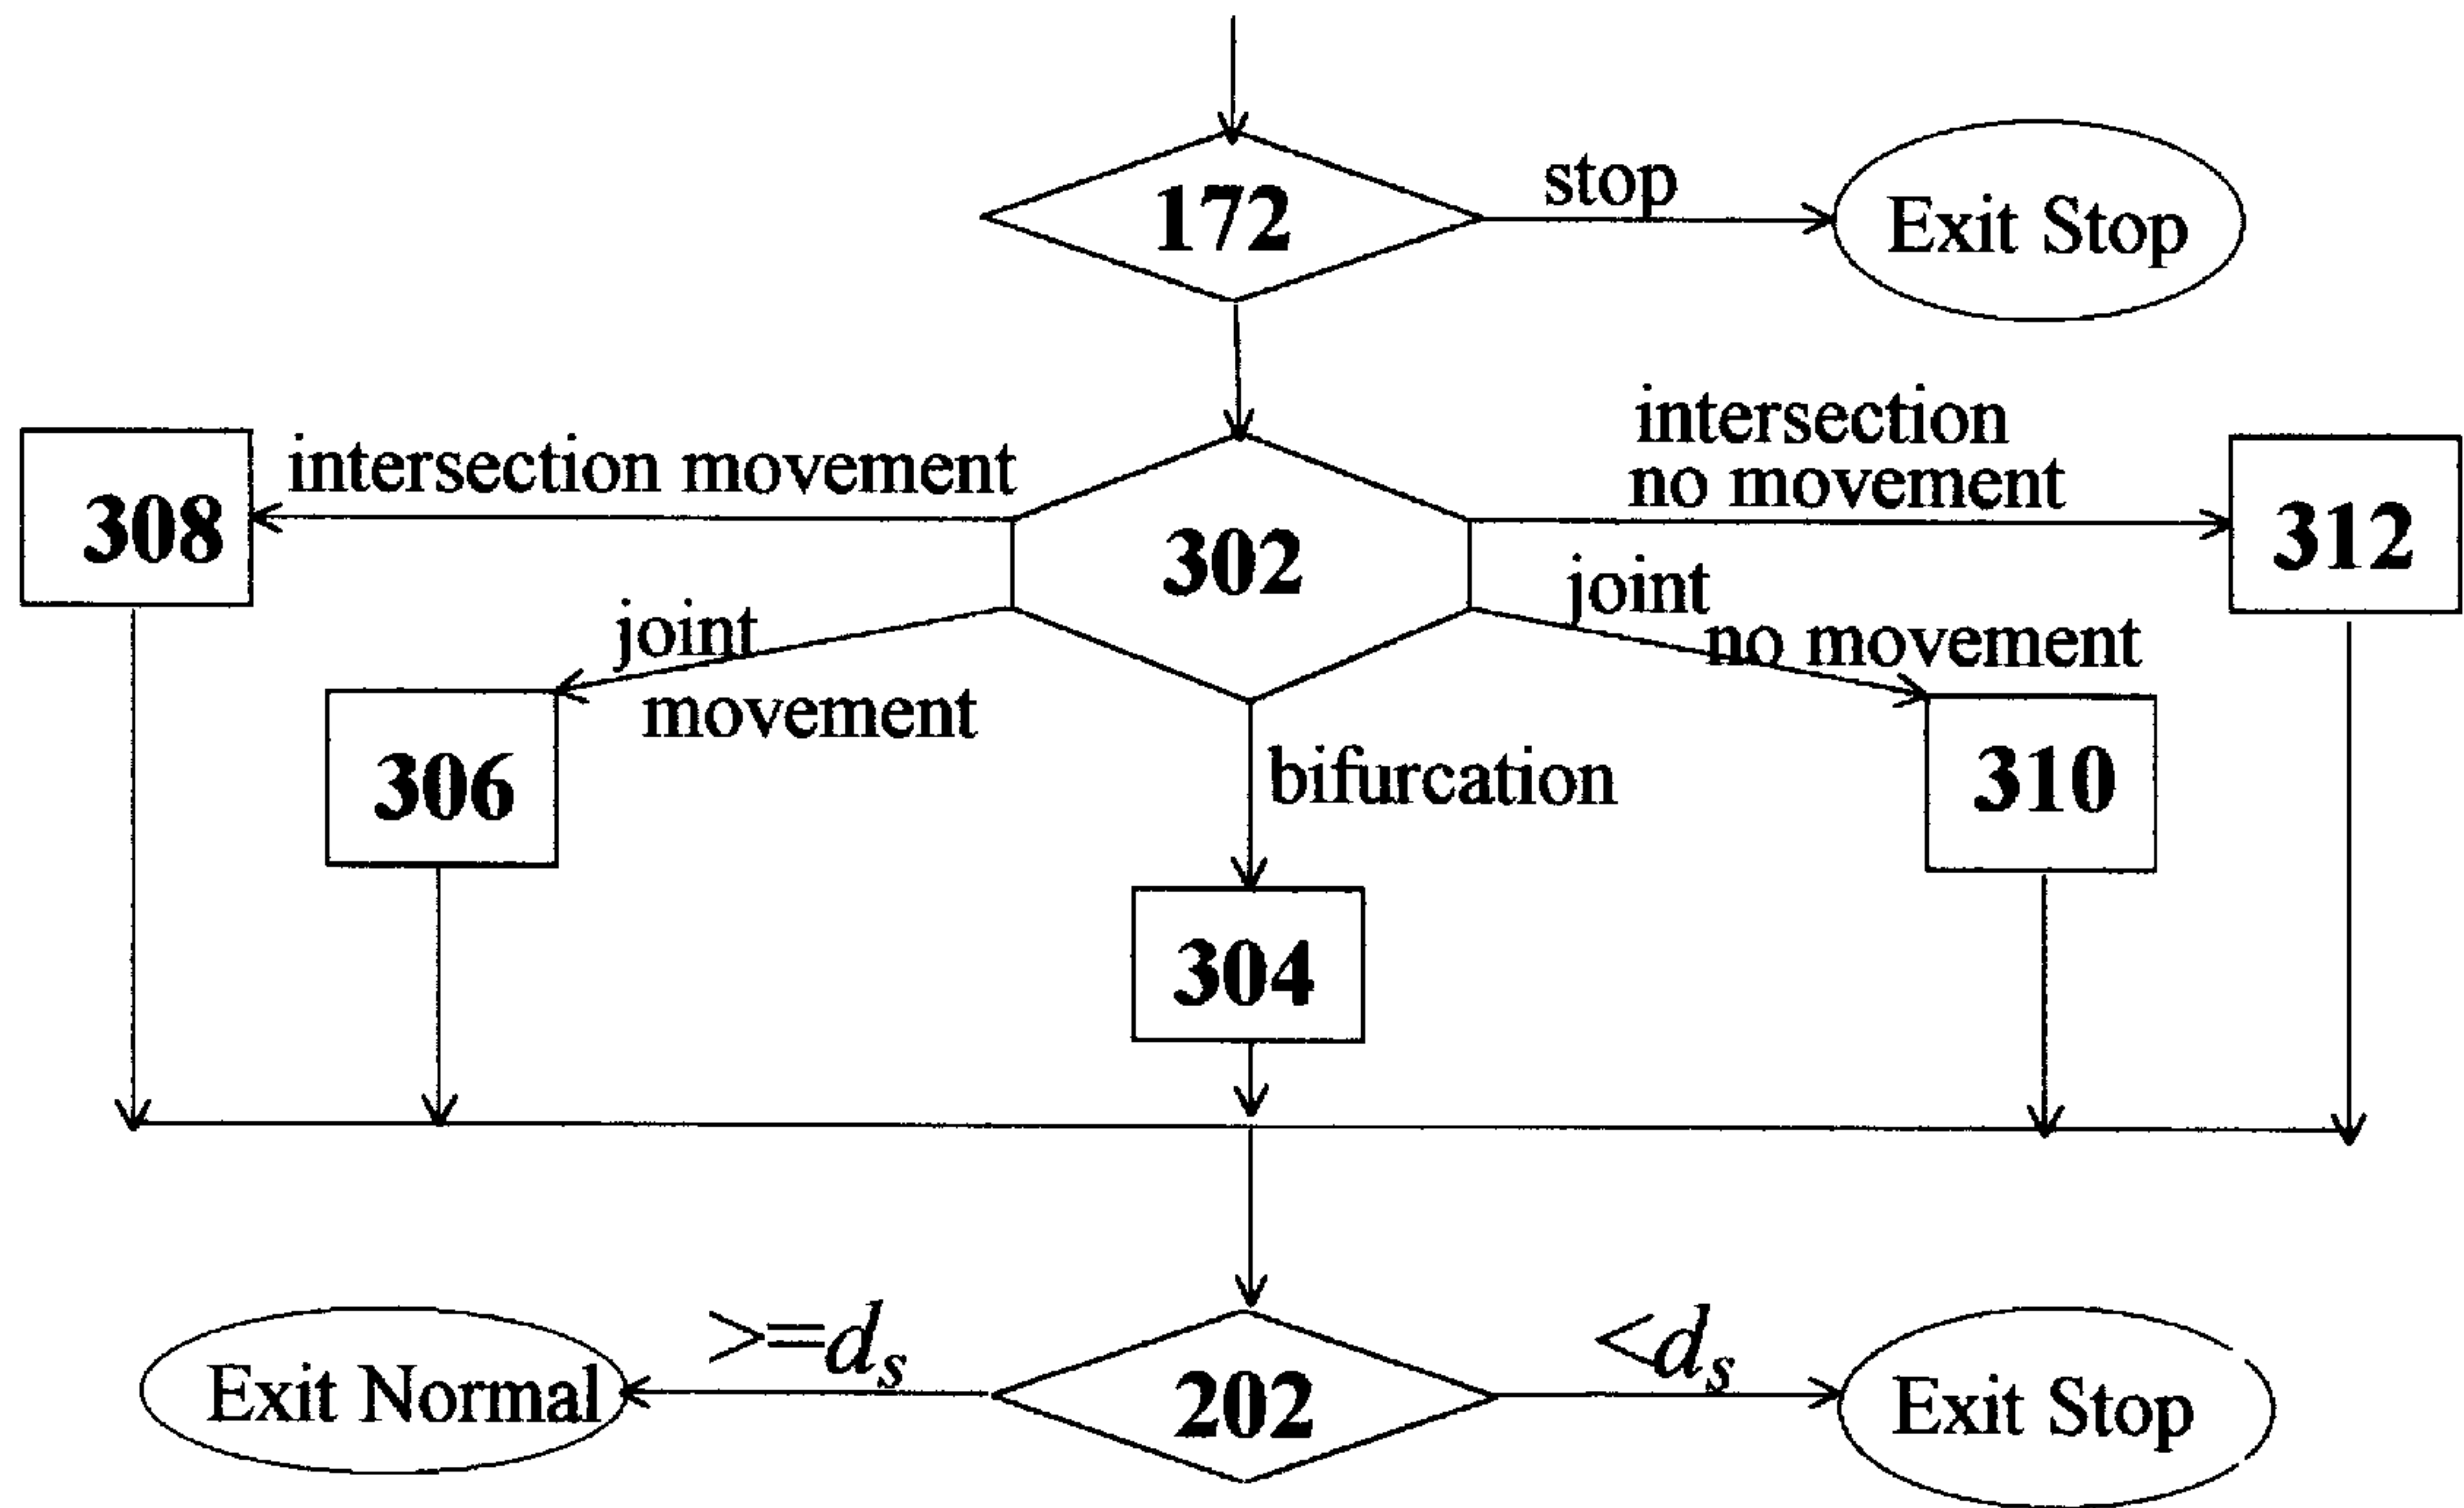 172
stop
Exit Stop
intersection movement
intersection
no movement
308
302
312
joint
movement
joint
no movement
306
bifurcation
310
304
>=ds
<ds
Exit Normal
202
Exit Stop